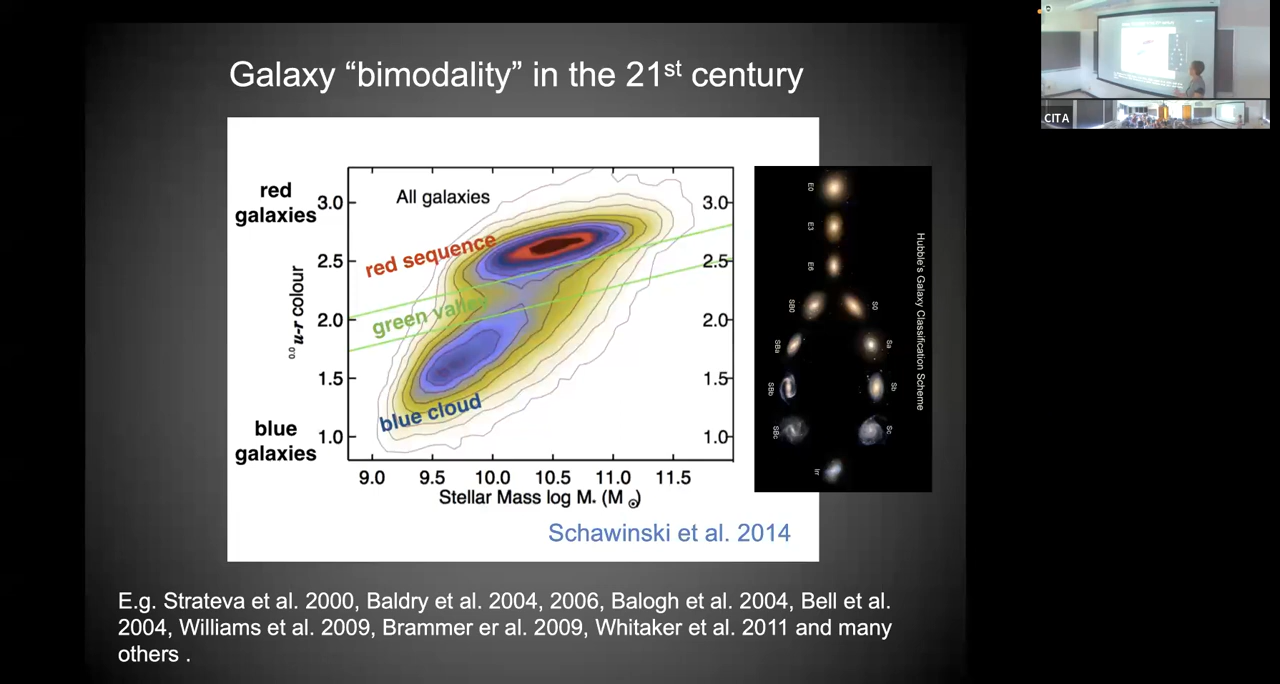 Galaxy “bimodality” in the 21st century
red
galaxies
blue
galaxies
All galaxies
red sequence
green valley
blue cloud
0.0 u-r colour
3.0
2.5
2.0
1.5
1.0
3.0
2.5
2.0
1.5
1.0
9.0 9.5 10.0 10.5 11.0 11.5
Stellar Mass log M* (M⊙)
Schawinski et al. 2014
Hubble's Galaxy Classification Scheme
E0
E3
E6
SB0 S0
SBa Sa
SBb Sb
SBc Sc
Irr
E.g. Strateva et al. 2000, Baldry et al. 2004, 2006, Balogh et al. 2004, Bell et al.
2004, Williams et al. 2009, Brammer er al. 2009, Whitaker et al. 2011 and many
others .
CITA